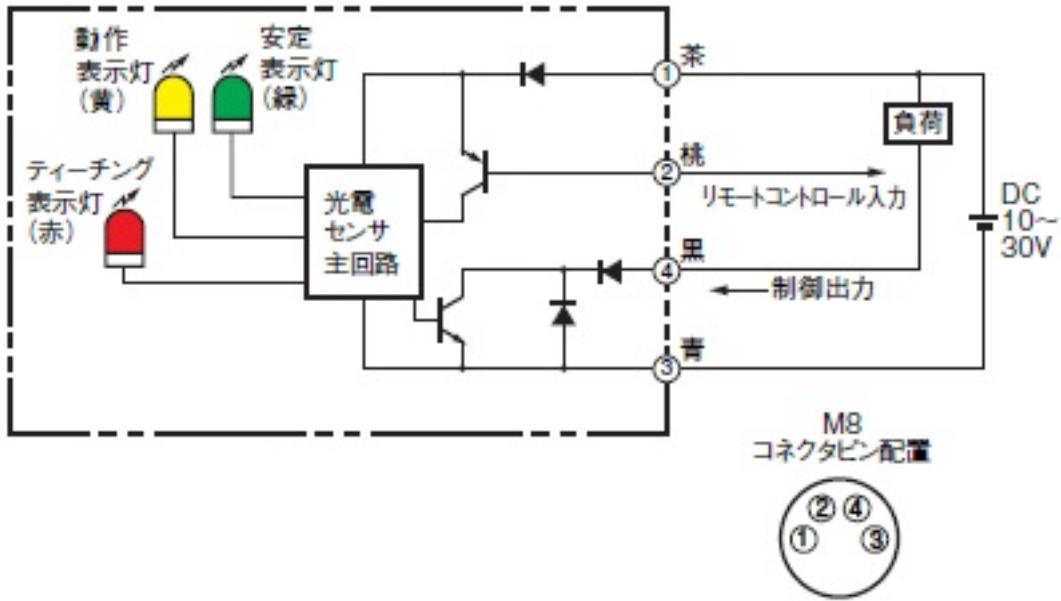 動作
表示灯
(黄)
安定
表示灯
(緑)
ティーチング
表示灯
(赤)
光電
センサ
主回路
① 茶
② 桃
リモートコントロール入力
④ 黒
制御出力
③ 青
負荷
DC
10～
30V
M8
コネクタピン配置
② ④
① ③